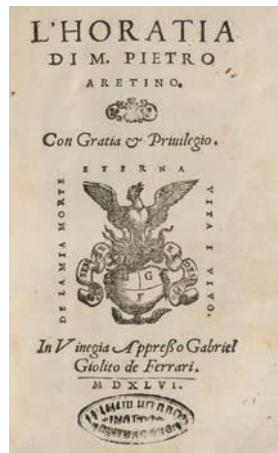 L'HORATIA
DI M. PIETRO
ARETINO.
Con Gratia & Priuilegio.
DE LA MIA MORTE
ETERNA
VITA I VIVO.
G
F
In Vinegia Appreßo Gabriel
Giolito de Ferrari.
MDXLVI.